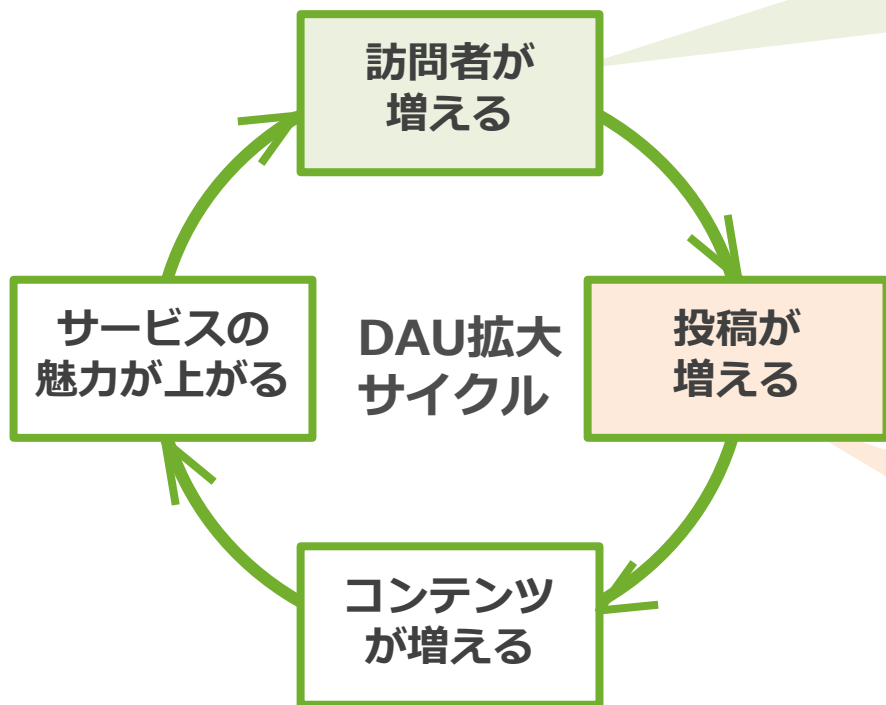 訪問者が
増える
サービスの
魅力が上がる
DAU拡大
サイクル
投稿が
増える
コンテンツ
が増える